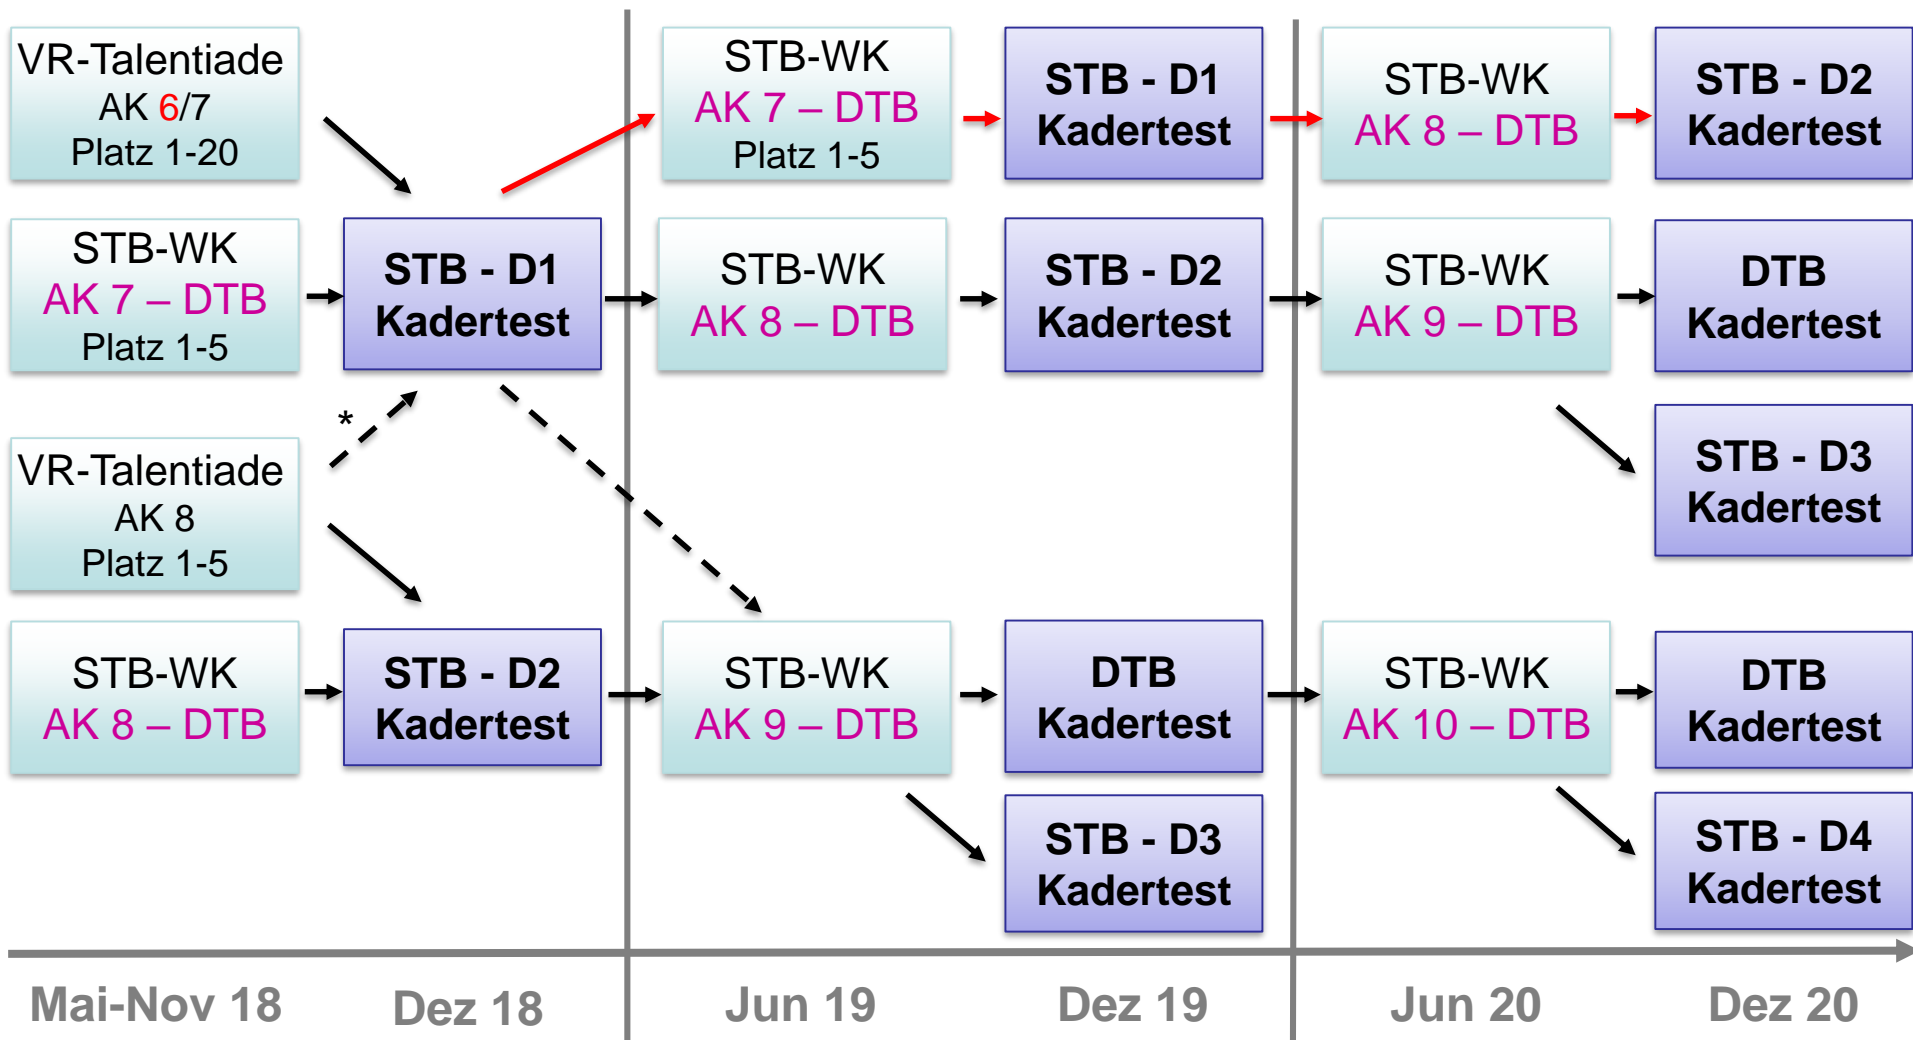 VR-Talentiade
AK 6/7
Platz 1-20
STB-WK
AK 7 – DTB
Platz 1-5
STB - D1
Kadertest
STB-WK
AK 8 – DTB
STB - D2
Kadertest
STB-WK
AK 7 – DTB
Platz 1-5
STB - D1
Kadertest
STB-WK
AK 8 – DTB
STB - D2
Kadertest
STB-WK
AK 9 – DTB
DTB
Kadertest
*
VR-Talentiade
AK 8
Platz 1-5
STB - D3
Kadertest
STB-WK
AK 8 – DTB
STB - D2
Kadertest
STB-WK
AK 9 – DTB
DTB
Kadertest
STB-WK
AK 10 – DTB
DTB
Kadertest
STB - D3
Kadertest
STB - D4
Kadertest
Mai-Nov 18
Dez 18
Jun 19
Dez 19
Jun 20
Dez 20